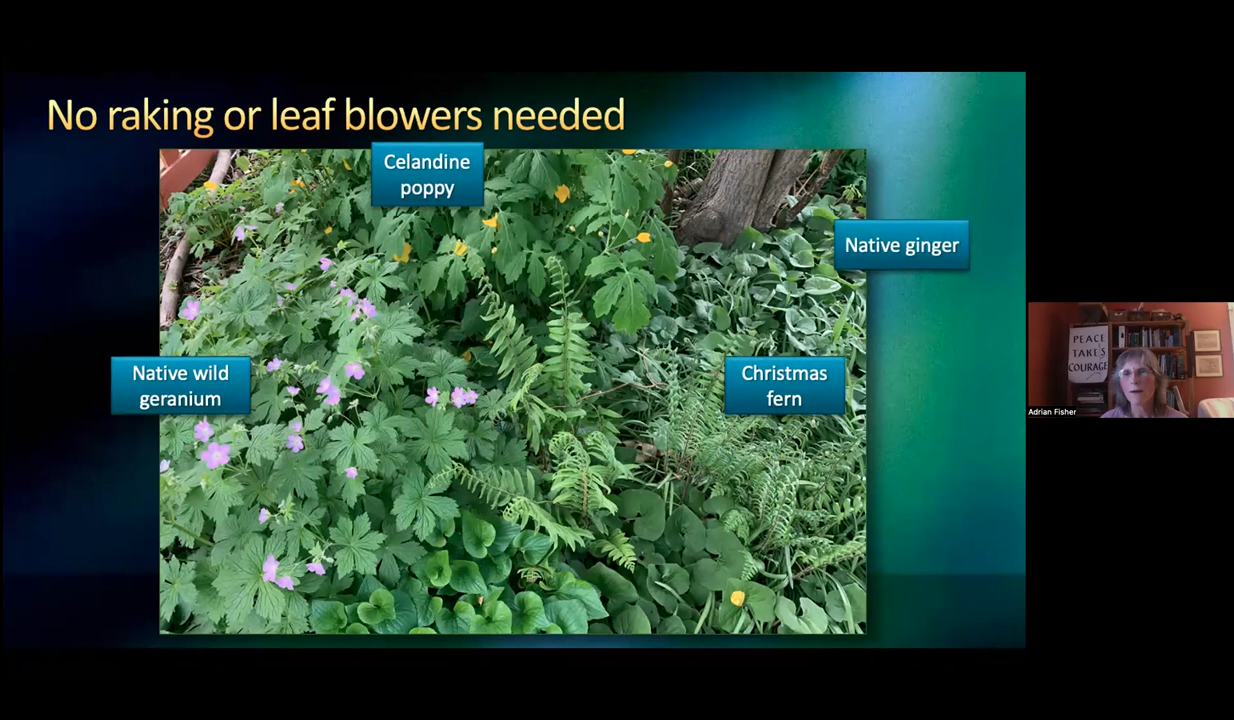 No raking or leaf blowers needed
Celandine
poppy
Native ginger
Native wild
geranium
Christmas
fern
PEACE
TAKES
COURAGE
Adrian Fisher